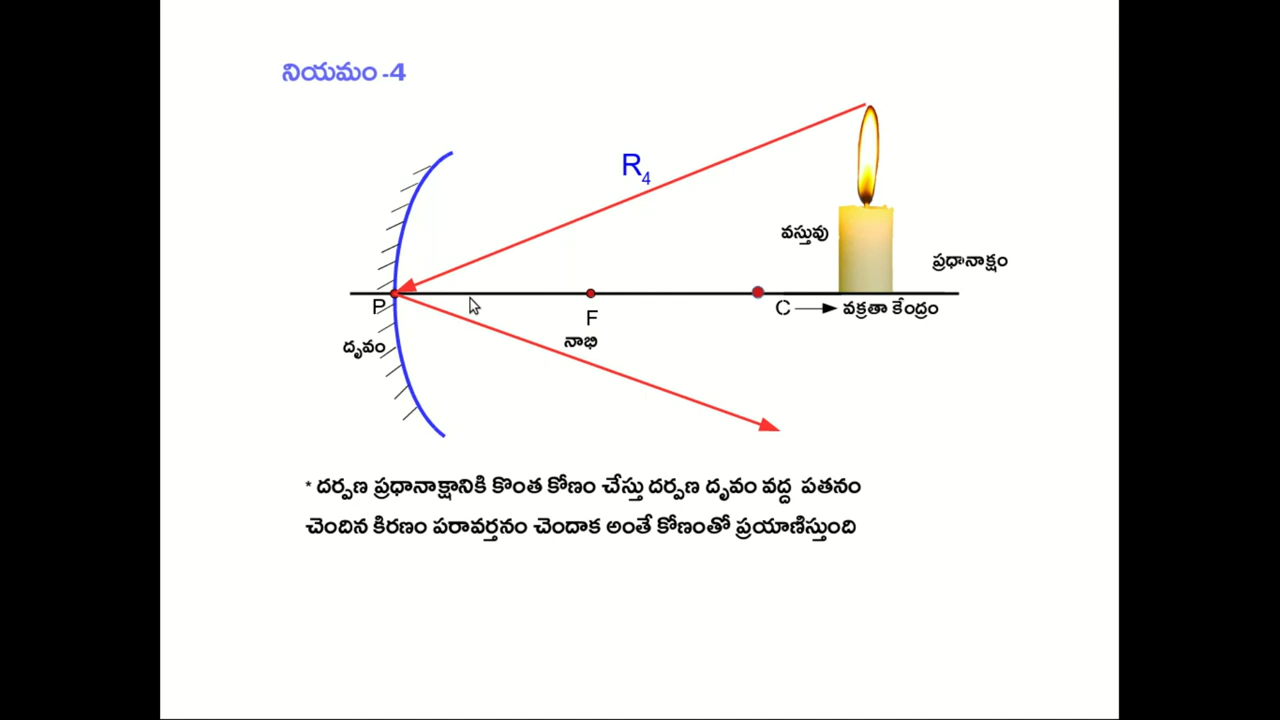 నియమం -4
R4
వస్తువు
ప్రధానాక్షం
P
F
C
వక్రతా కేంద్రం
నాభి
దృవం
* దర్పణ ప్రధానాక్షానికి కొంత కోణం చేస్తు దర్పణ దృవం వద్ద పతనం
చెందిన కిరణం పరావర్తనం చెందాక అంతే కోణంతో ప్రయాణిస్తుంది